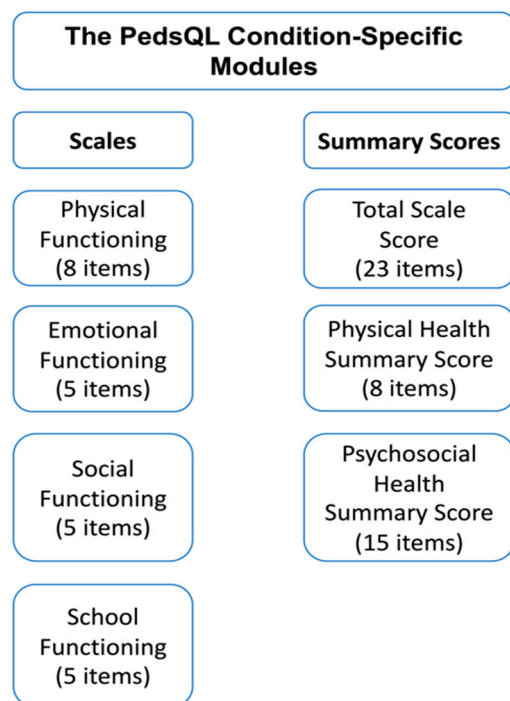 The PedsQL Condition-Specific
Modules
Scales
Physical
Functioning
(8 items)
Emotional
Functioning
(5 items)
Social
Functioning
(5 items)
School
Functioning
(5 items)
Summary Scores
Total Scale
Score
(23 items)
Physical Health
Summary Score
(8 items)
Psychosocial
Health
Summary Score
(15 items)